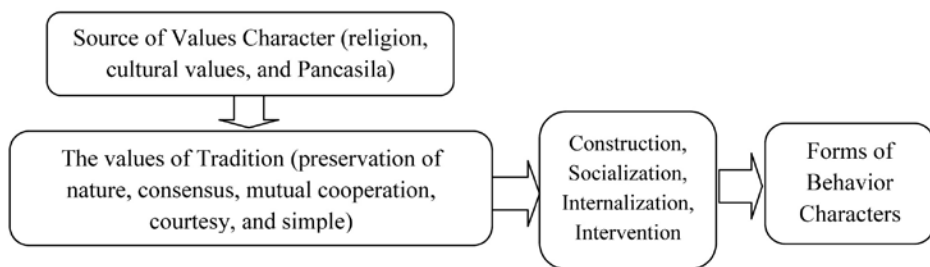 Source of Values Character (religion,
cultural values, and Pancasila)
The values of Tradition (preservation of
nature, consensus, mutual cooperation,
courtesy, and simple)
Construction,
Socialization,
Internalization,
Intervention
Forms of
Behavior
Characters